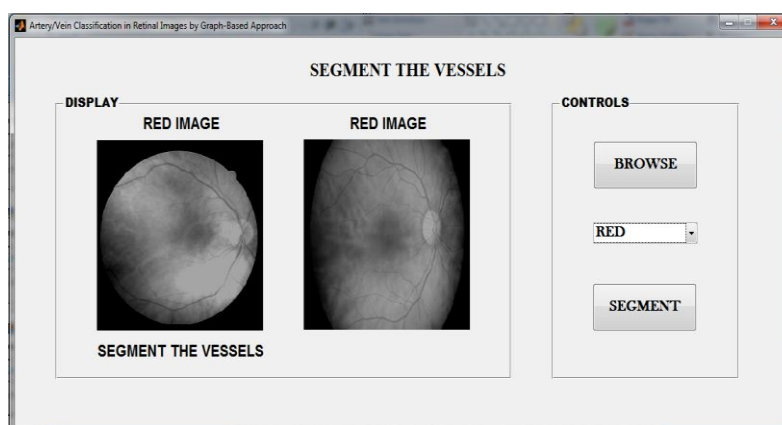 Artery/Vein Classification in Retinal Images by Graph-Based Approach
SEGMENT THE VESSELS
DISPLAY
RED IMAGE
RED IMAGE
SEGMENT THE VESSELS
CONTROLS
BROWSE
RED
SEGMENT